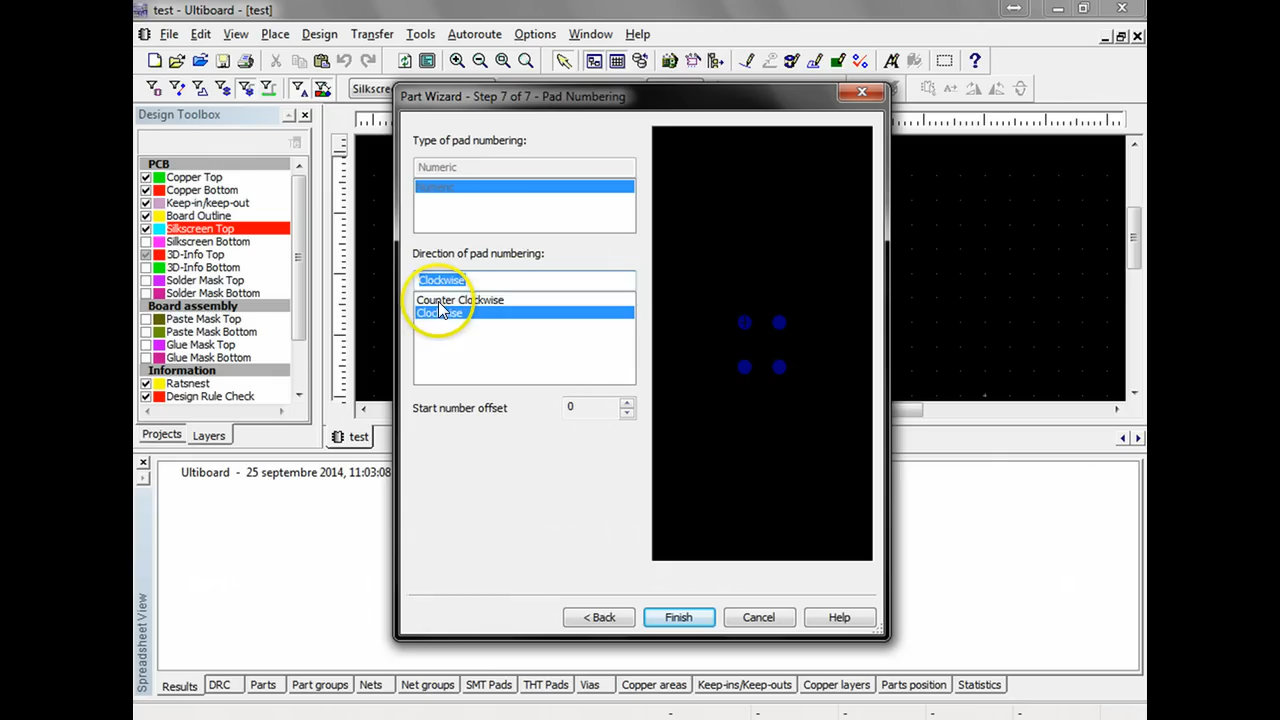 test - Ultiboard - [test]
File Edit View Place Design Transfer Tools Autoroute Options Window Help
Silkscre
Design Toolbox
PCB
Copper Top
Copper Bottom
Keep-in/keep-out
Board Outline
Silkscreen Top
Silkscreen Bottom
3D-Info Top
3D-Info Bottom
Solder Mask Top
Solder Mask Bottom
Board assembly
Paste Mask Top
Paste Mask Bottom
Glue Mask Top
Glue Mask Bottom
Information
Ratsnest
Design Rule Check
Projects Layers
test
Part Wizard - Step 7 of 7 - Pad Numbering
Type of pad numbering:
Numeric
Numeric
Direction of pad numbering:
Clockwise
Counter Clockwise
Clockwise
Start number offset 0
< Back Finish Cancel Help
Ultiboard - 25 septembre 2014, 11:03:08
Spreadsheet View
Results DRC Parts Part groups Nets Net groups SMT Pads THT Pads Vias Copper areas Keep-ins/Keep-outs Copper layers Parts position Statistics